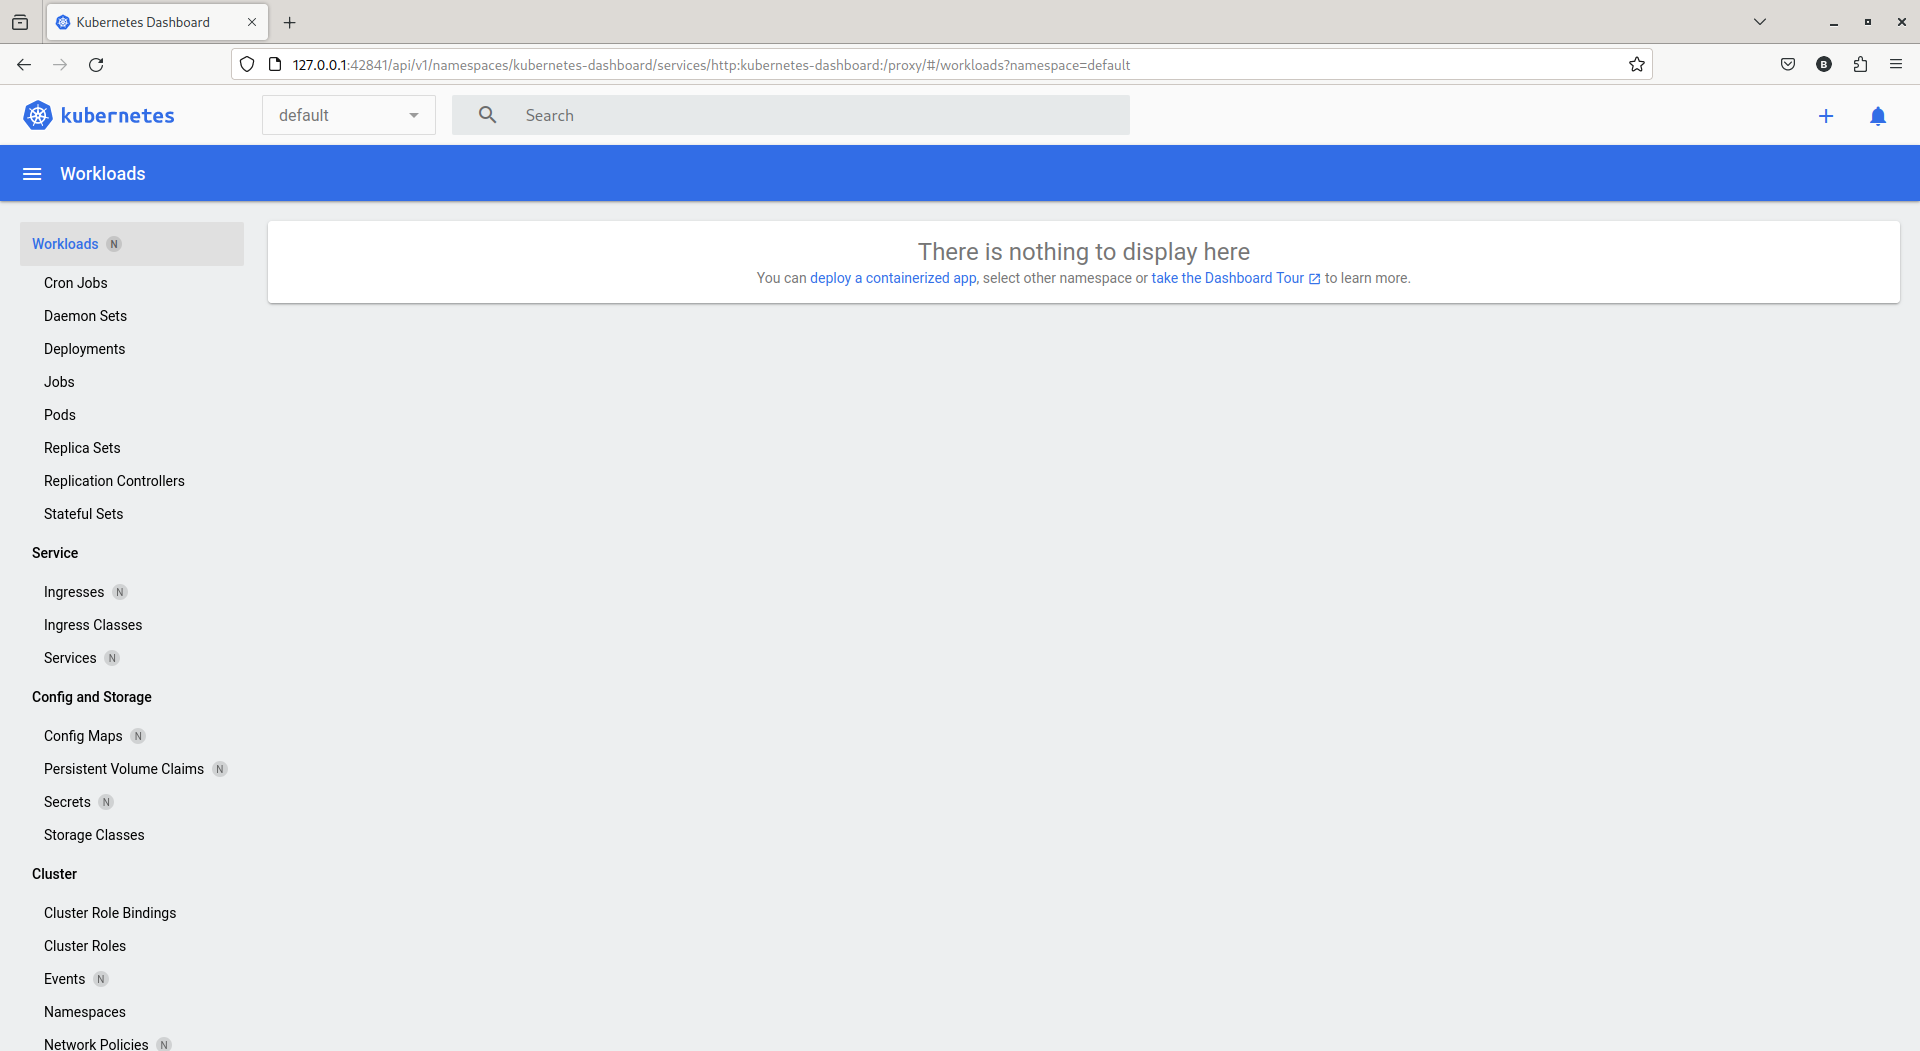 Kubernetes Dashboard
127.0.0.1:42841/api/v1/namespaces/kubernetes-dashboard/services/http:kubernetes-dashboard:/proxy/#/workloads?namespace=default
B
kubernetes
default
Search
Workloads
Workloads N
Cron Jobs
Daemon Sets
Deployments
Jobs
Pods
Replica Sets
Replication Controllers
Stateful Sets
Service
Ingresses N
Ingress Classes
Services N
Config and Storage
Config Maps N
Persistent Volume Claims N
Secrets N
Storage Classes
Cluster
Cluster Role Bindings
Cluster Roles
Events N
Namespaces
Network Policies N
There is nothing to display here
You can deploy a containerized app, select other namespace or take the Dashboard Tour to learn more.